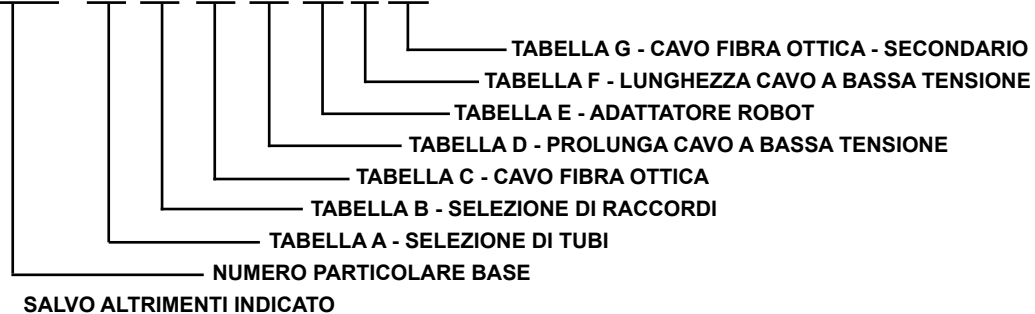 TABELLA G - CAVO FIBRA OTTICA - SECONDARIO
TABELLA F - LUNGHEZZA CAVO A BASSA TENSIONE
TABELLA E - ADATTATORE ROBOT
TABELLA D - PROLUNGA CAVO A BASSA TENSIONE
TABELLA C - CAVO FIBRA OTTICA
TABELLA B - SELEZIONE DI RACCORDI
TABELLA A - SELEZIONE DI TUBI
NUMERO PARTICOLARE BASE
SALVO ALTRIMENTI INDICATO